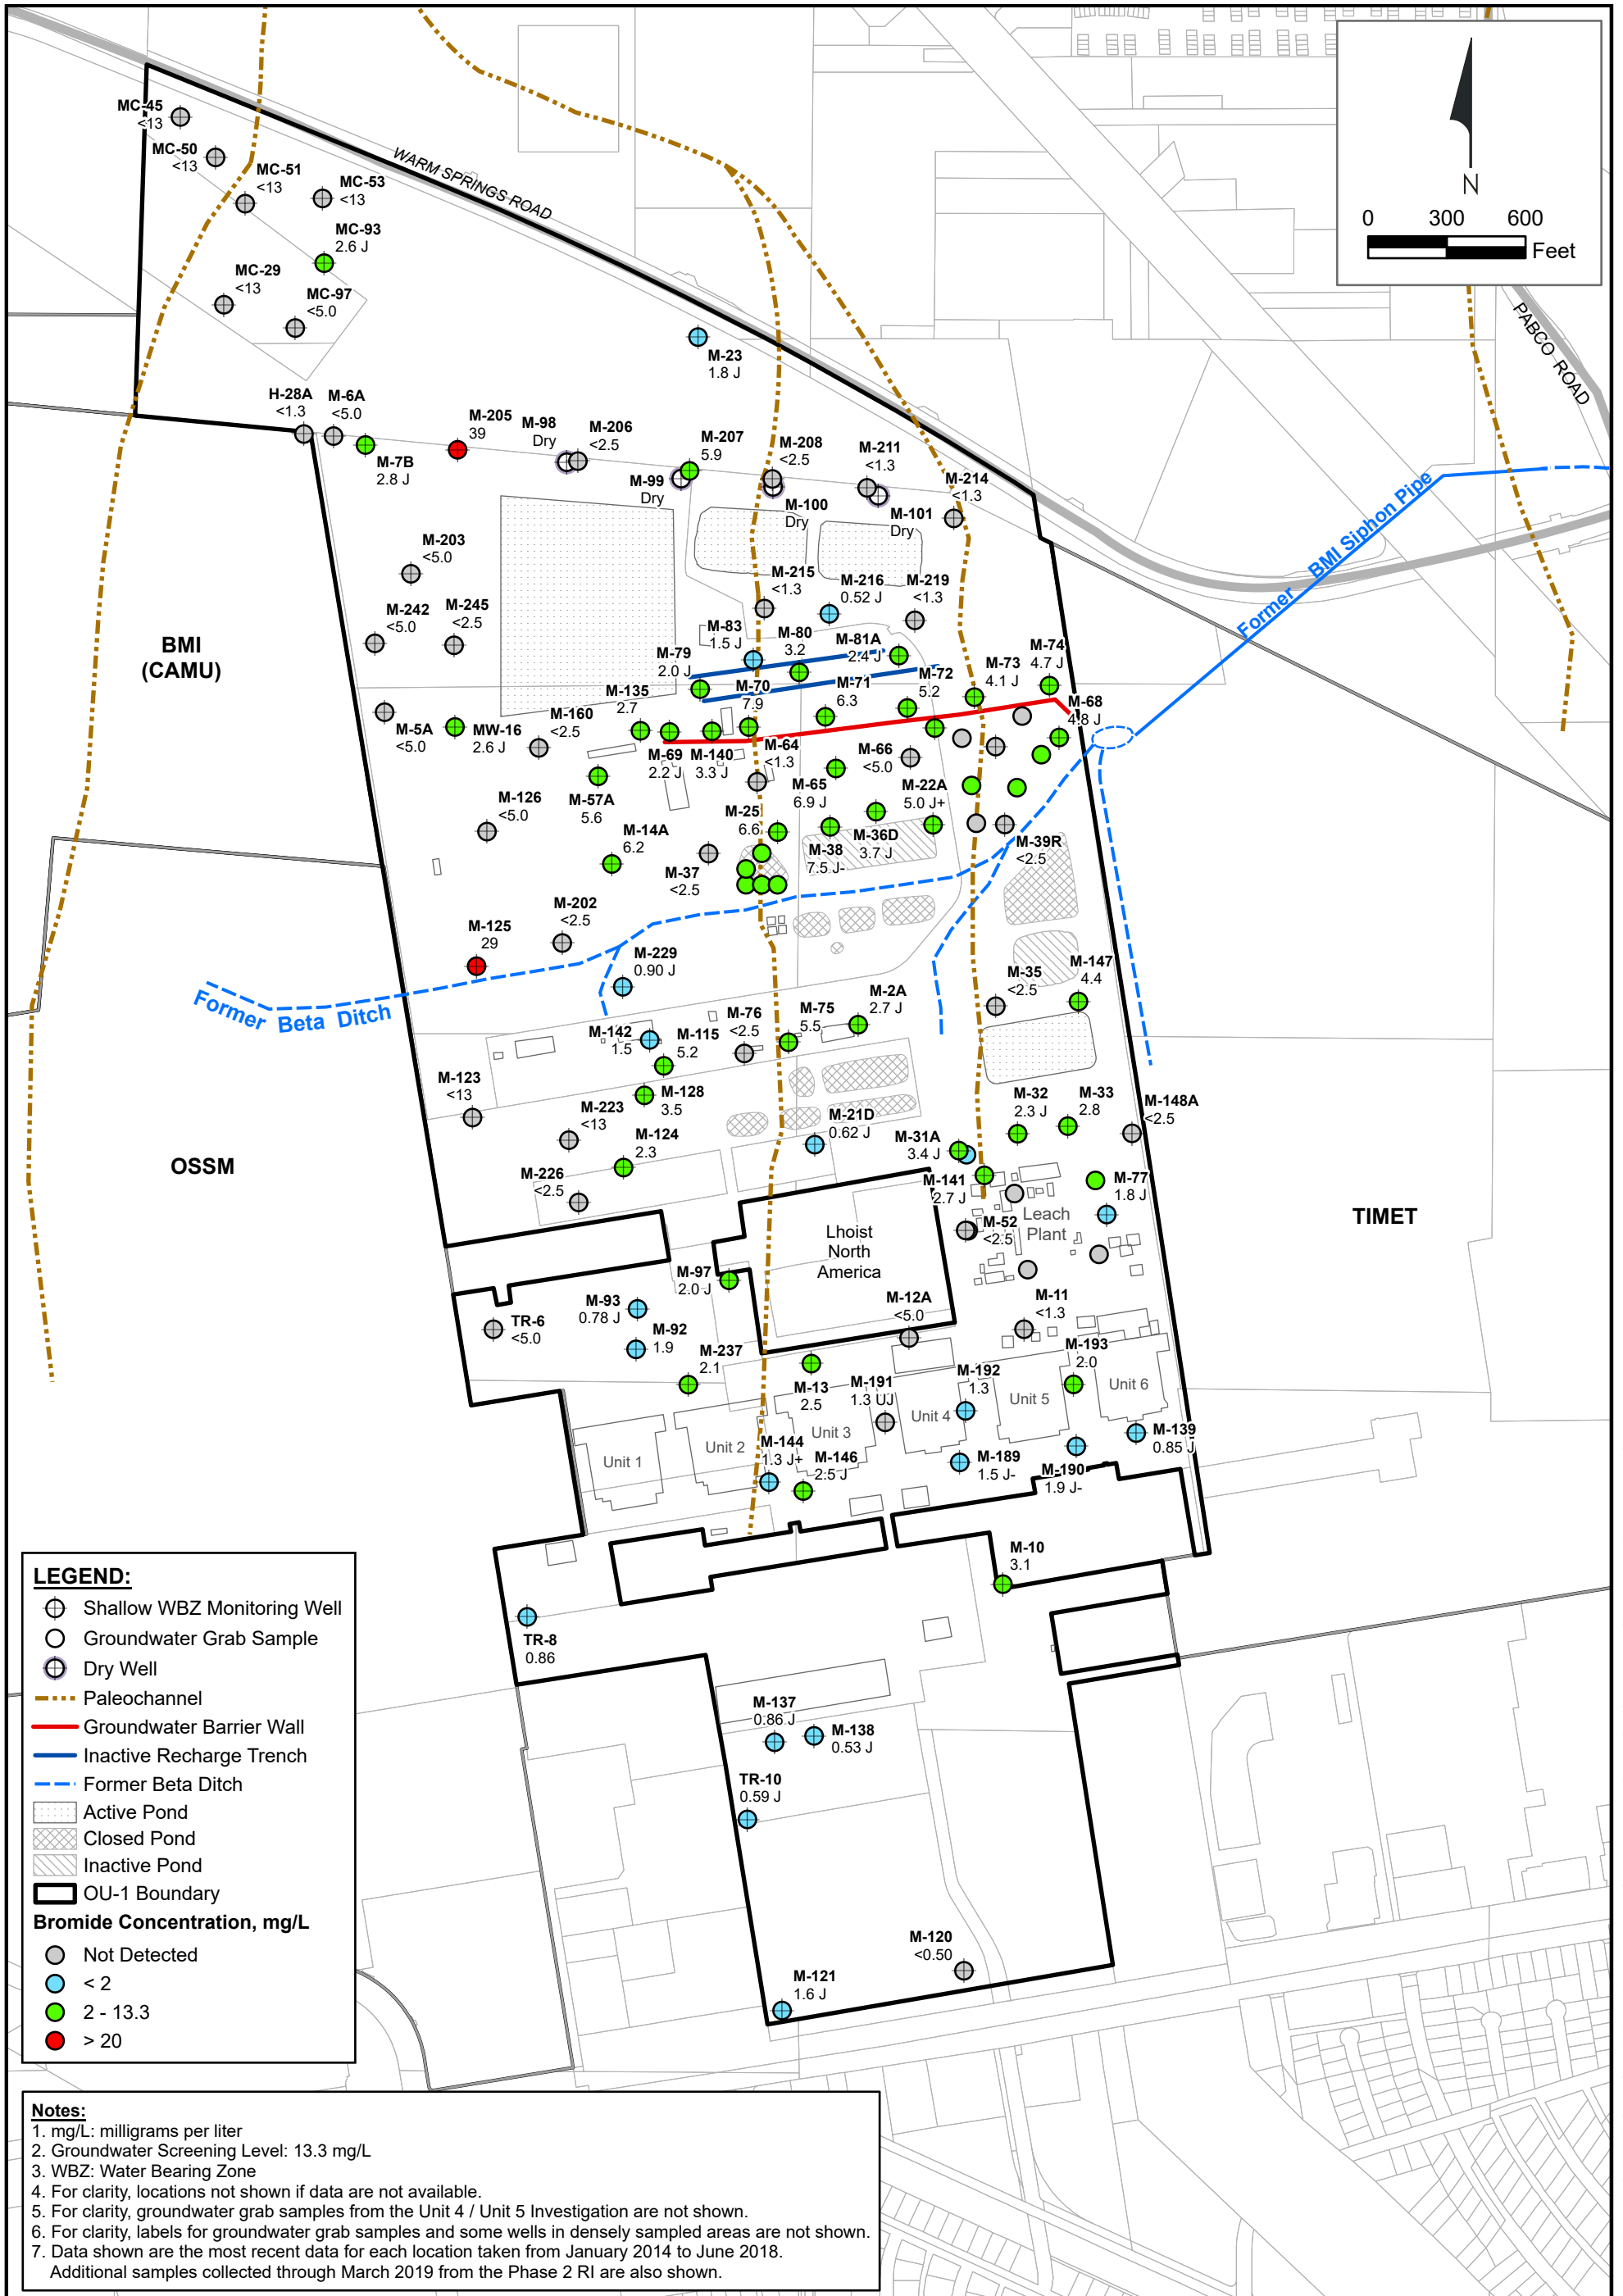 MC-45
<13
MC-50
<13
MC-51
<13
MC-53
<13
MC-93
2.6 J
MC-29
<13
MC-97
<5.0
WARM SPRINGS ROAD
N
0 300 600
Feet
PABCO ROAD
M-23
1.8 J
H-28A
<1.3
M-6A
<5.0
M-7B
2.8 J
M-205
39
M-98
Dry
M-206
<2.5
M-99
Dry
M-207
5.9
M-208
<2.5
M-100
Dry
M-211
<1.3
M-101
Dry
M-214
<1.3
Former BMI Siphon Pipe
M-203
<5.0
M-242
<5.0
M-245
<2.5
M-215
<1.3
M-216
0.52 J
M-219
<1.3
BMI
(CAMU)
M-83
1.5 J
M-80
3.2
M-81A
2.4 J
M-79
2.0 J
M-70
7.9
M-71
6.3
M-72
5.2
M-73
4.1 J
M-74
4.7 J
M-68
4.8 J
M-135
2.7
M-5A
<5.0
MW-16
2.6 J
M-160
<2.5
M-69
2.2 J
M-140
3.3 J
M-64
<1.3
M-66
<5.0
M-57A
5.6
M-65
6.9 J
M-22A
5.0 J+
M-126
<5.0
M-14A
6.2
M-25
6.6
M-38
7.5 J-
M-36D
3.7 J
M-39R
<2.5
M-37
<2.5
M-202
<2.5
M-125
29
M-229
0.90 J
Former Beta Ditch
M-35
<2.5
M-147
4.4
M-142
1.5
M-115
5.2
M-76
<2.5
M-75
5.5
M-2A
2.7 J
M-123
<13
M-128
3.5
M-223
<13
M-124
2.3
M-21D
0.62 J
M-32
2.3 J
M-33
2.8
M-148A
<2.5
M-31A
3.4 J
OSSM
M-226
<2.5
M-141
2.7 J
M-77
1.8 J
TIMET
M-52
<2.5
Leach
Plant
Lhoist
North
America
M-97
2.0 J
M-93
0.78 J
M-92
1.9
TR-6
<5.0
M-12A
<5.0
M-11
<1.3
M-237
2.1
M-13
2.5
M-191
1.3 UJ
M-192
1.3
M-193
2.0
Unit 1
Unit 2
Unit 3
Unit 4
Unit 5
Unit 6
M-144
1.3 J+
M-146
2.5 J
M-189
1.5 J-
M-190
1.9 J-
M-139
0.85 J
M-10
3.1
TR-8
0.86
M-137
0.86 J
M-138
0.53 J
TR-10
0.59 J
M-120
<0.50
M-121
1.6 J
LEGEND:
Shallow WBZ Monitoring Well
Groundwater Grab Sample
Dry Well
Paleochannel
Groundwater Barrier Wall
Inactive Recharge Trench
Former Beta Ditch
Active Pond
Closed Pond
Inactive Pond
OU-1 Boundary
Bromide Concentration, mg/L
Not Detected
< 2
2 - 13.3
> 20
Notes:
1. mg/L: milligrams per liter
2. Groundwater Screening Level: 13.3 mg/L
3. WBZ: Water Bearing Zone
4. For clarity, locations not shown if data are not available.
5. For clarity, groundwater grab samples from the Unit 4 / Unit 5 Investigation are not shown.
6. For clarity, labels for groundwater grab samples and some wells in densely sampled areas are not shown.
7. Data shown are the most recent data for each location taken from January 2014 to June 2018.
Additional samples collected through March 2019 from the Phase 2 RI are also shown.